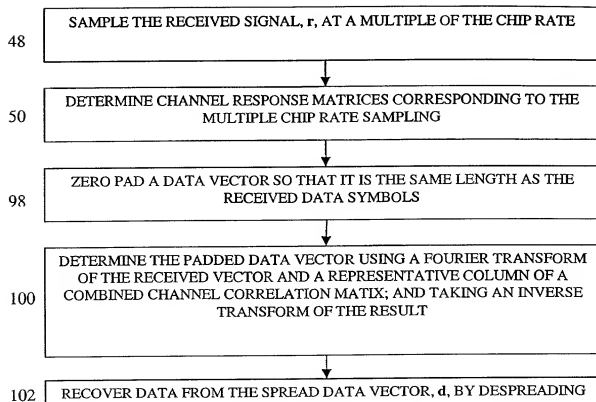 48
SAMPLE THE RECEIVED SIGNAL, r, AT A MULTIPLE OF THE CHIP RATE
50
DETERMINE CHANNEL RESPONSE MATRICES CORRESPONDING TO THE
MULTIPLE CHIP RATE SAMPLING
98
ZERO PAD A DATA VECTOR SO THAT IT IS THE SAME LENGTH AS THE
RECEIVED DATA SYMBOLS
100
DETERMINE THE PADDED DATA VECTOR USING A FOURIER TRANSFORM
OF THE RECEIVED VECTOR AND A REPRESENTATIVE COLUMN OF A
COMBINED CHANNEL CORRELATION MATIX; AND TAKING AN INVERSE
TRANSFORM OF THE RESULT
102
RECOVER DATA FROM THE SPREAD DATA VECTOR, d, BY DESPREADING